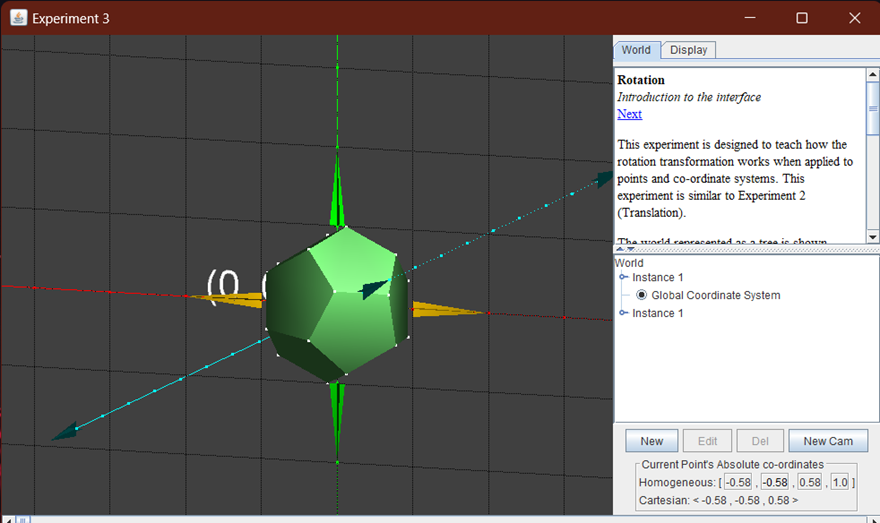 Experiment 3
World
Display
Rotation
Introduction to the interface
Next
This experiment is designed to teach how the
rotation transformation works when applied to
points and co-ordinate systems. This
experiment is similar to Experiment 2
(Translation).
The world represented as a tree is shown
World
Instance 1
Global Coordinate System
Instance 1
New
Edit
Del
New Cam
Current Point's Absolute co-ordinates
Homogeneous: [ -0.58 , -0.58 , 0.58 , 1.0 ]
Cartesian: < -0.58 , -0.58 , 0.58 >
(0